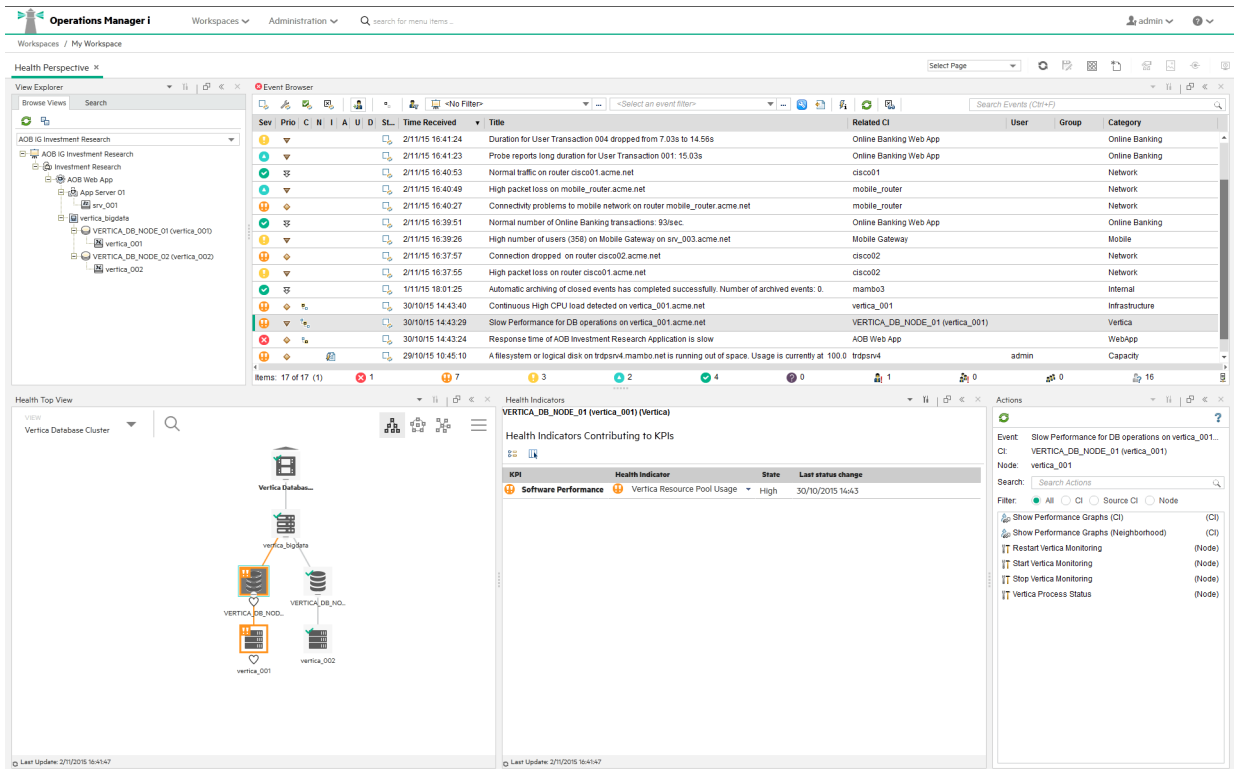 Operations Manager i
Workspaces
Administration
search for menu items ...
admin
?
Workspaces / My Workspace
Health Perspective ×
Select Page
View Explorer
Browse Views
Search
AOB IG Investment Research
AOB IG Investment Research
Investment Research
AOB Web App
App Server 01
srv_001
vertica_bigdata
VERTICA_DB_NODE_01 (vertica_001)
vertica_001
VERTICA_DB_NODE_02 (vertica_002)
vertica_002
Event Browser
<No Filter>
...
<Select an event filter>
...
Search Events (Ctrl+F)
Sev Prio C N I A U D St... Time Received Title Related CI User Group Category
2/11/15 16:41:24 Duration for User Transaction 004 dropped from 7.03s to 14.56s Online Banking Web App Online Banking
2/11/15 16:41:23 Probe reports long duration for User Transaction 001: 15.03s Online Banking Web App Online Banking
2/11/15 16:40:53 Normal traffic on router cisco01.acme.net cisco01 Network
2/11/15 16:40:49 High packet loss on mobile_router.acme.net mobile_router Network
2/11/15 16:40:27 Connectivity problems to mobile network on router mobile_router.acme.net mobile_router Network
2/11/15 16:39:51 Normal number of Online Banking transactions: 93/sec. Online Banking Web App Online Banking
2/11/15 16:39:26 High number of users (358) on Mobile Gateway on srv_003.acme.net Mobile Gateway Mobile
2/11/15 16:37:57 Connection dropped on router cisco02.acme.net cisco02 Network
2/11/15 16:37:55 High packet loss on router cisco01.acme.net cisco02 Network
1/11/15 18:01:25 Automatic archiving of closed events has completed successfully. Number of archived events: 0. mambo3 Internal
30/10/15 14:43:40 Continuous High CPU load detected on vertica_001.acme.net vertica_001 Infrastructure
30/10/15 14:43:29 Slow Performance for DB operations on vertica_001.acme.net VERTICA_DB_NODE_01 (vertica_001) Vertica
30/10/15 14:43:24 Response time of AOB Investment Research Application is slow AOB Web App WebApp
29/10/15 10:45:10 A filesystem or logical disk on trdpsrv4.mambo.net is running out of space. Usage is currently at 100.0 trdpsrv4 admin Capacity
Items: 17 of 17 (1) 1 7 3 2 4 0 1 0 0 16
Health Top View
VIEW
Vertica Database Cluster
Vertica Databas...
vertica_bigdata
VERTICA_DB_NOD...
VERTICA_DB_NO...
vertica_001
vertica_002
Last Update: 2/11/2015 16:41:47
Health Indicators
VERTICA_DB_NODE_01 (vertica_001) (Vertica)
Health Indicators Contributing to KPIs
KPI Health Indicator State Last status change
Software Performance Vertica Resource Pool Usage High 30/10/2015 14:43
Last Update: 2/11/2015 16:41:47
Actions
?
Event: Slow Performance for DB operations on vertica_001...
CI: VERTICA_DB_NODE_01 (vertica_001)
Node: vertica_001
Search: Search Actions
Filter: All CI Source CI Node
Show Performance Graphs (CI) (CI)
Show Performance Graphs (Neighborhood) (CI)
Restart Vertica Monitoring (Node)
Start Vertica Monitoring (Node)
Stop Vertica Monitoring (Node)
Vertica Process Status (Node)